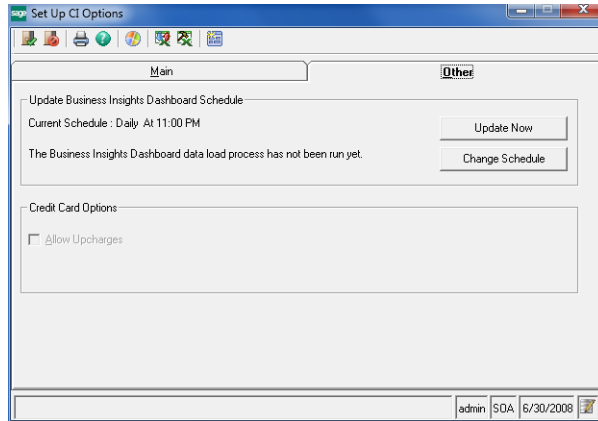 sage Set Up CI Options
Main
Other
Update Business Insights Dashboard Schedule
Current Schedule : Daily At 11:00 PM
Update Now
The Business Insights Dashboard data load process has not been run yet.
Change Schedule
Credit Card Options
Allow Upcharges
admin SOA 6/30/2008